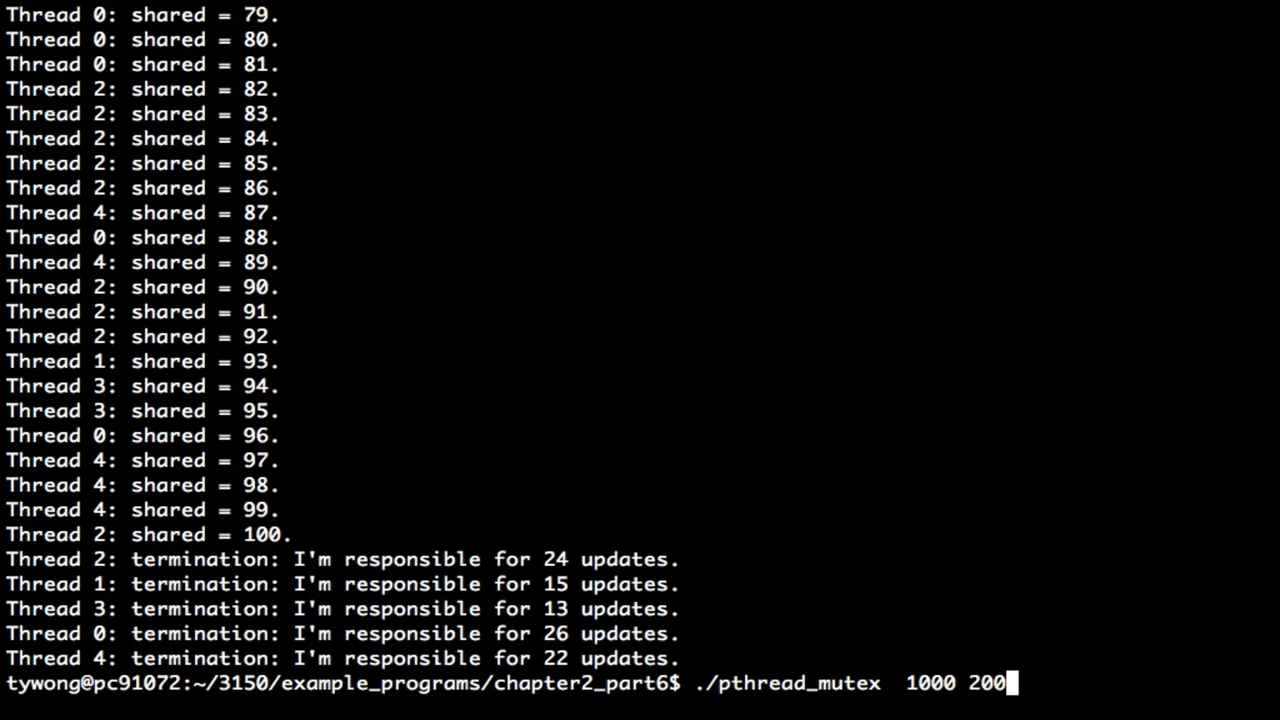 Thread 0: shared = 79.
Thread 0: shared = 80.
Thread 0: shared = 81.
Thread 2: shared = 82.
Thread 2: shared = 83.
Thread 2: shared = 84.
Thread 2: shared = 85.
Thread 2: shared = 86.
Thread 4: shared = 87.
Thread 0: shared = 88.
Thread 4: shared = 89.
Thread 2: shared = 90.
Thread 2: shared = 91.
Thread 2: shared = 92.
Thread 1: shared = 93.
Thread 3: shared = 94.
Thread 3: shared = 95.
Thread 0: shared = 96.
Thread 4: shared = 97.
Thread 4: shared = 98.
Thread 4: shared = 99.
Thread 2: shared = 100.
Thread 2: termination: I'm responsible for 24 updates.
Thread 1: termination: I'm responsible for 15 updates.
Thread 3: termination: I'm responsible for 13 updates.
Thread 0: termination: I'm responsible for 26 updates.
Thread 4: termination: I'm responsible for 22 updates.
tywong@pc91072:~/3150/example_programs/chapter2_part6$ ./pthread_mutex  1000 200